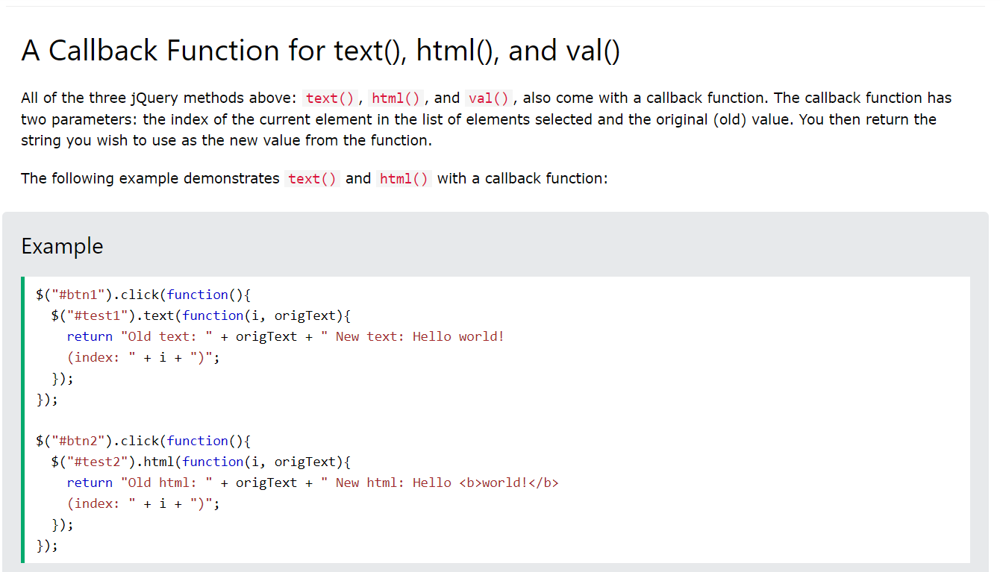 A Callback Function for text(), html(), and val()
All of the three jQuery methods above: text(), html(), and val(), also come with a callback function. The callback function has
two parameters: the index of the current element in the list of elements selected and the original (old) value. You then return the
string you wish to use as the new value from the function.
The following example demonstrates text() and html() with a callback function:
Example
$("#btn1").click(function(){
  $("#test1").text(function(i, origText){
    return "Old text: " + origText + " New text: Hello world!
    (index: " + i + ")";
  });
});

$("#btn2").click(function(){
  $("#test2").html(function(i, origText){
    return "Old html: " + origText + " New html: Hello <b>world!</b>
    (index: " + i + ")";
  });
});